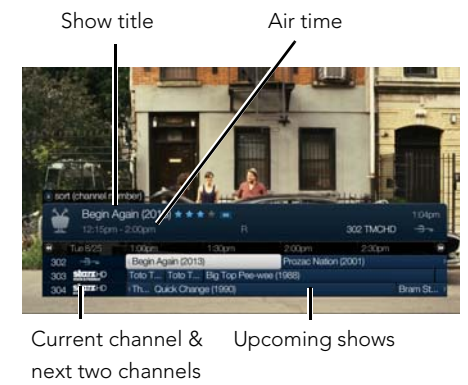 Show title
Air time
sort (channel number)
Begin Again (2013)
1:04pm
12:15pm - 2:00pm
R
302 TMCHD
Tue 8/25
1:00pm
1:30pm
2:00pm
2:30pm
302
Begin Again (2013)
Prozac Nation (2001)
303
HD
Toto T...
Toto T...
Big Top Pee-wee (1988)
304
HD
Th...
Quick Change (1990)
Bram St...
Current channel &
next two channels
Upcoming shows